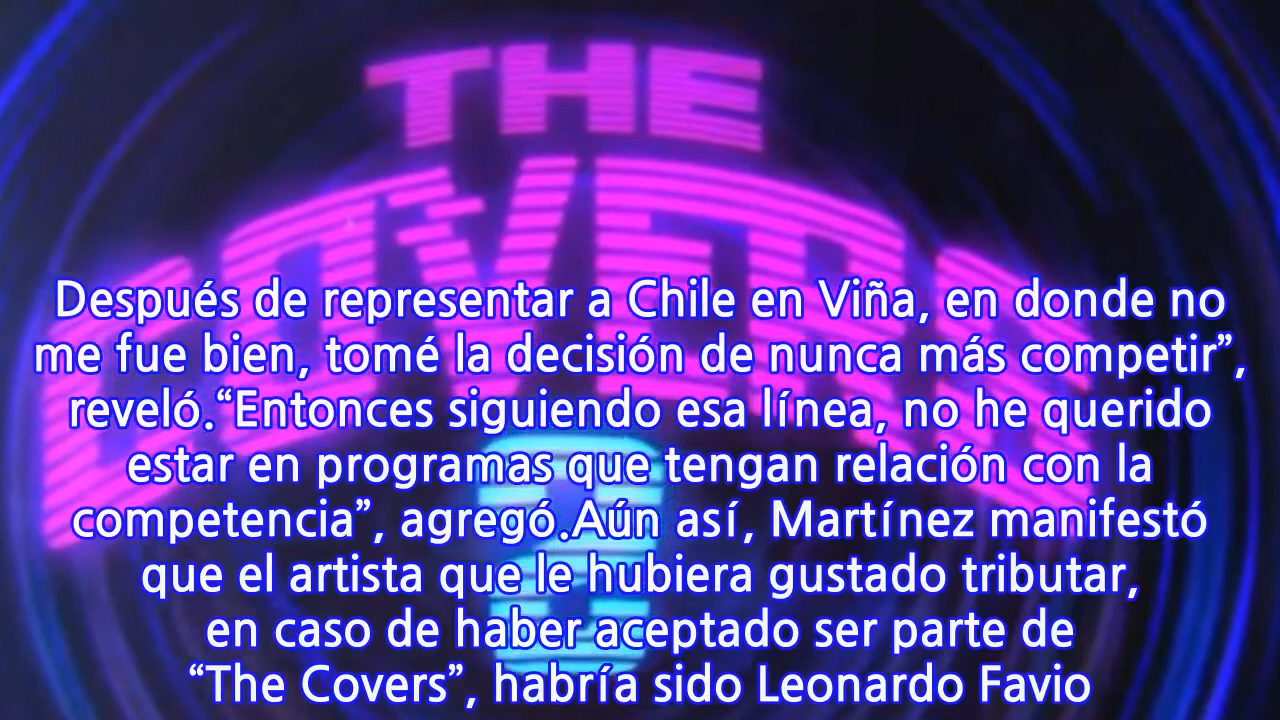 THE
COVERS
Después de representar a Chile en Viña, en donde no
me fue bien, tomé la decisión de nunca más competir”,
reveló.“Entonces siguiendo esa línea, no he querido
estar en programas que tengan relación con la
competencia”, agregó.Aún así, Martínez manifestó
que el artista que le hubiera gustado tributar,
en caso de haber aceptado ser parte de
“The Covers”, habría sido Leonardo Favio